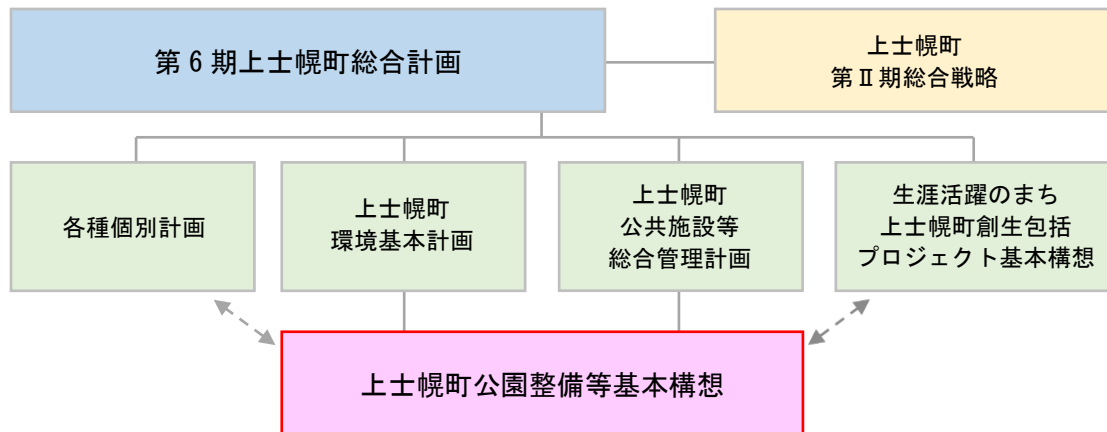 第6期上士幌町総合計画
上士幌町
第Ⅱ期総合戦略
各種個別計画
上士幌町
環境基本計画
上士幌町
公共施設等
総合管理計画
生涯活躍のまち
上士幌町創生包括
プロジェクト基本構想
上士幌町公園整備等基本構想